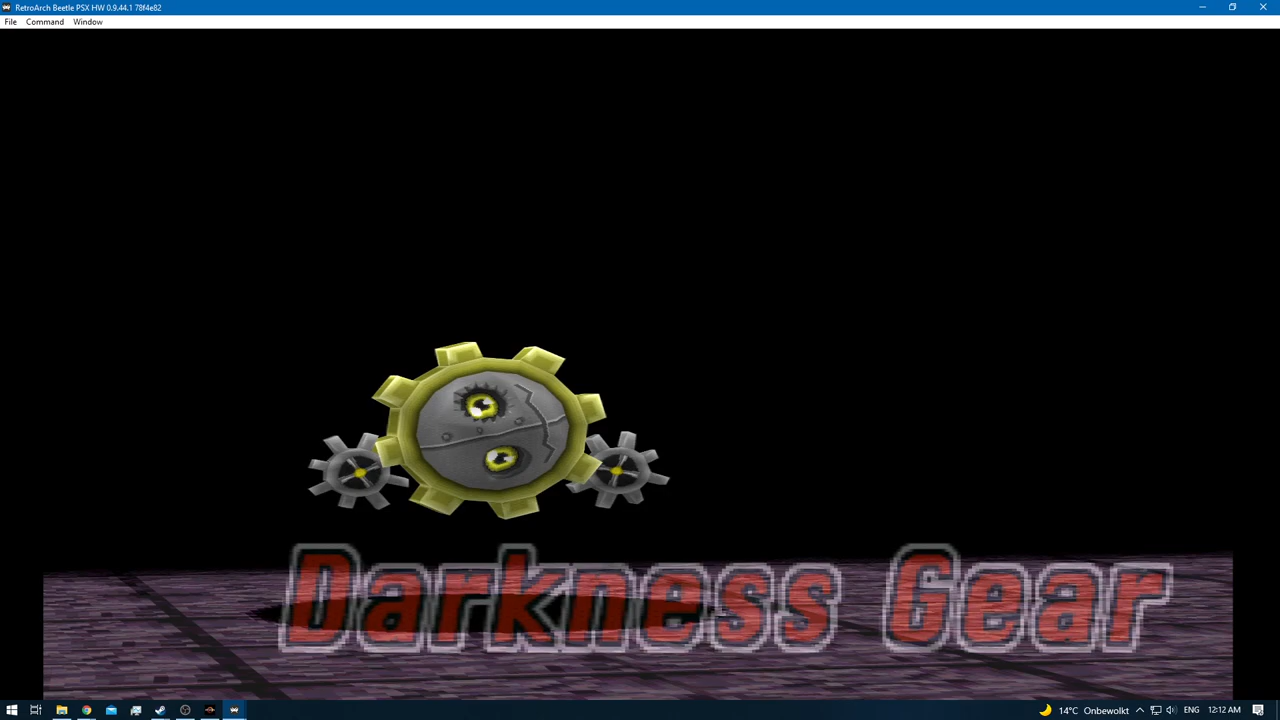 RetroArch Beetle PSX HW 0.9.44.1 78f4e82
File Command Window
Darkness Gear
14°C Onbewolkt ENG 12:12 AM